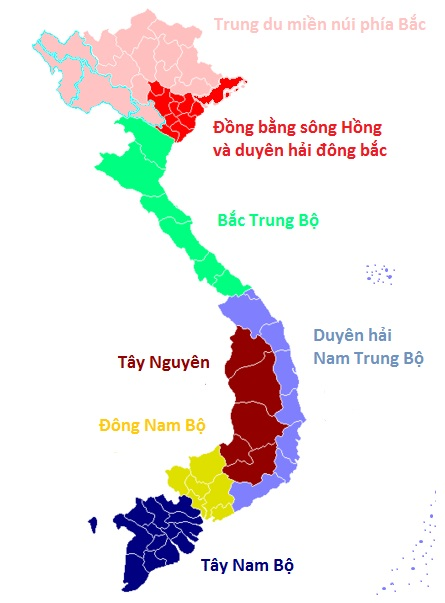 Trung du miền núi phía Bắc
Đồng bằng sông Hồng
và duyên hải đông bắc
Bắc Trung Bộ
Duyên hải
Nam Trung Bộ
Tây Nguyên
Đông Nam Bộ
Tây Nam Bộ